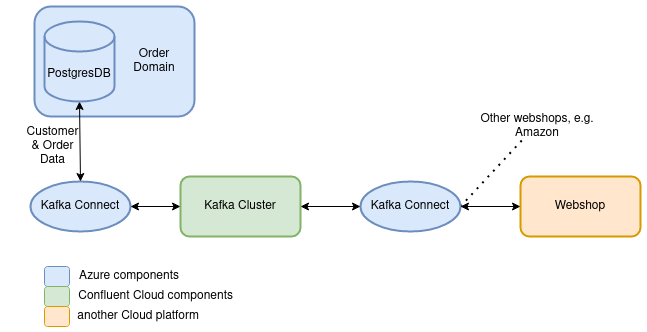 Order
Domain
PostgresDB
Customer
& Order
Data
Other webshops, e.g.
Amazon
Kafka Connect
Kafka Cluster
Kafka Connect
Webshop
Azure components
Confluent Cloud components
another Cloud platform